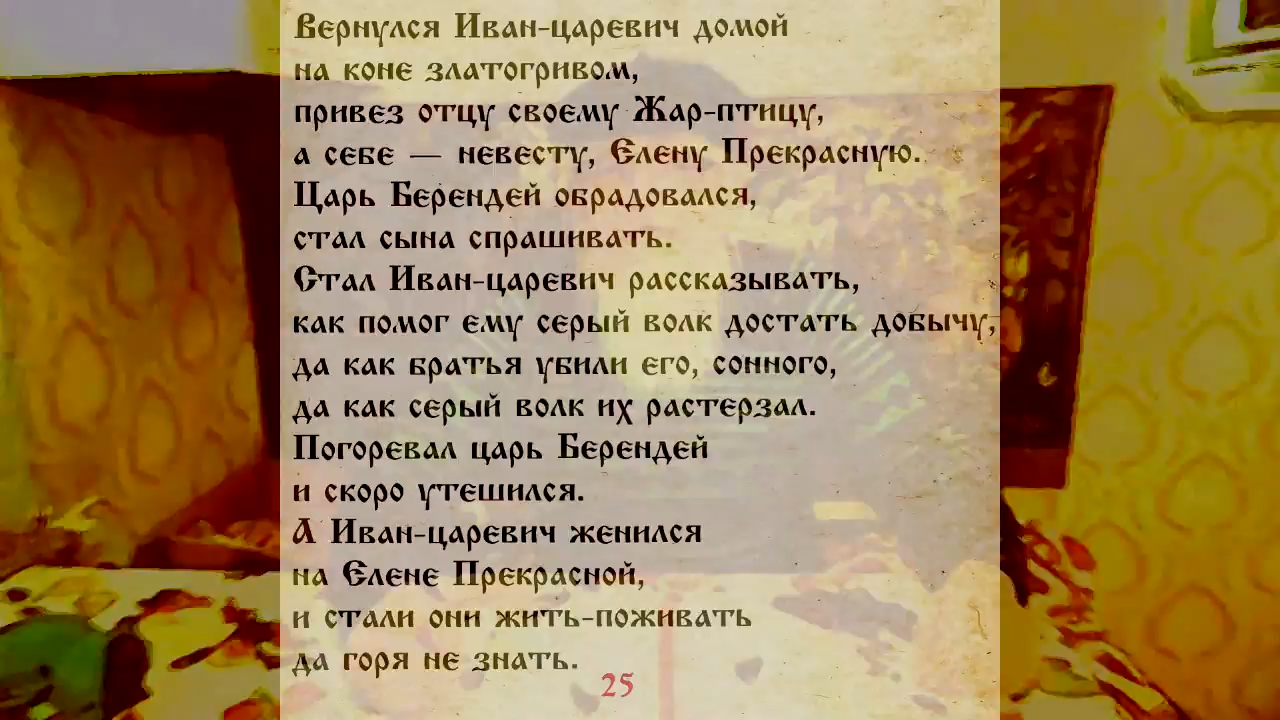 Вернулся Иван-царевич домой
на коне златогривом,
привез отцу своему Жар-птицу,
а себе — невесту, Елену Прекрасную.
Царь Берендей обрадовался,
стал сына спрашивать.
Стал Иван-царевич рассказывать,
как помог ему серый волк достать добычу,
да как братья убили его, сонного,
да как серый волк их растерзал.
Погоревал царь Берендей
и скоро утешился.
А Иван-царевич женился
на Елене Прекрасной,
и стали они жить-поживать
да горя не знать.
25